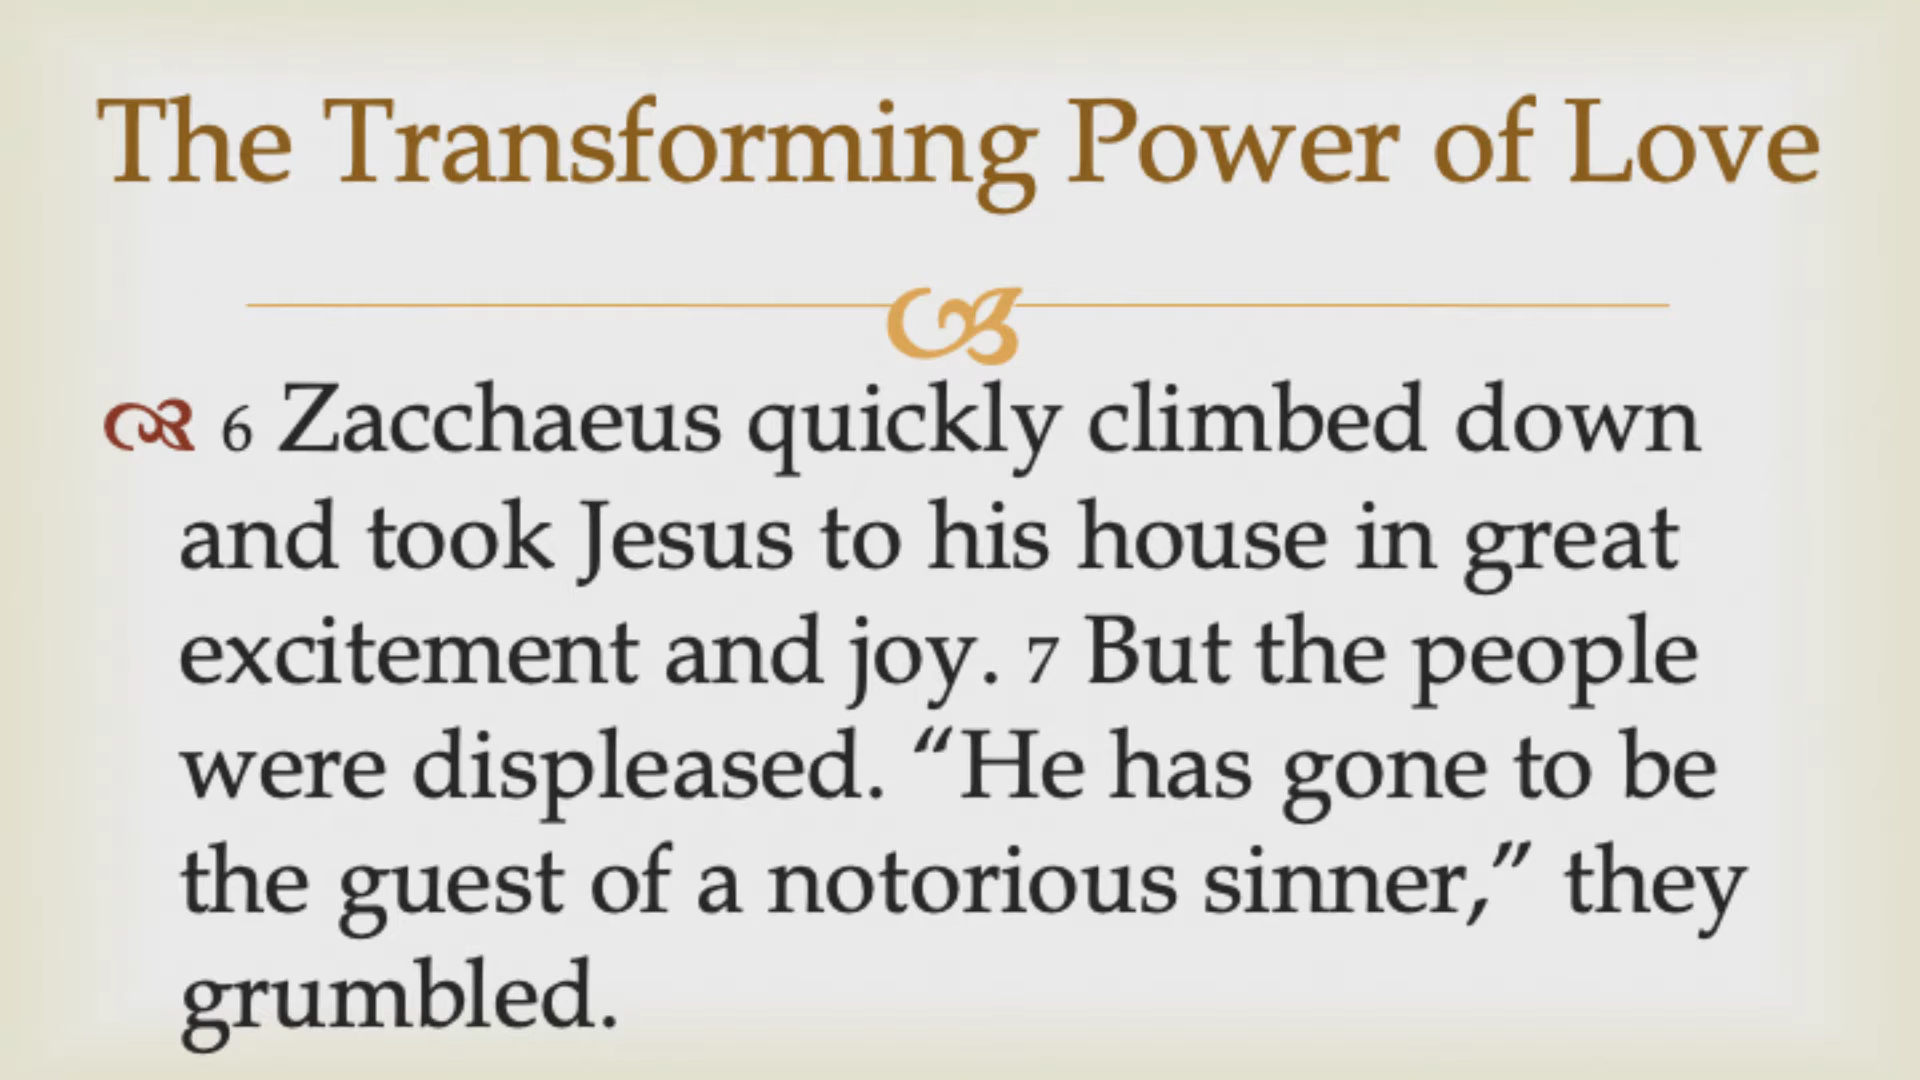 The Transforming Power of Love
6 Zacchaeus quickly climbed down
and took Jesus to his house in great
excitement and joy. 7 But the people
were displeased. “He has gone to be
the guest of a notorious sinner,” they
grumbled.